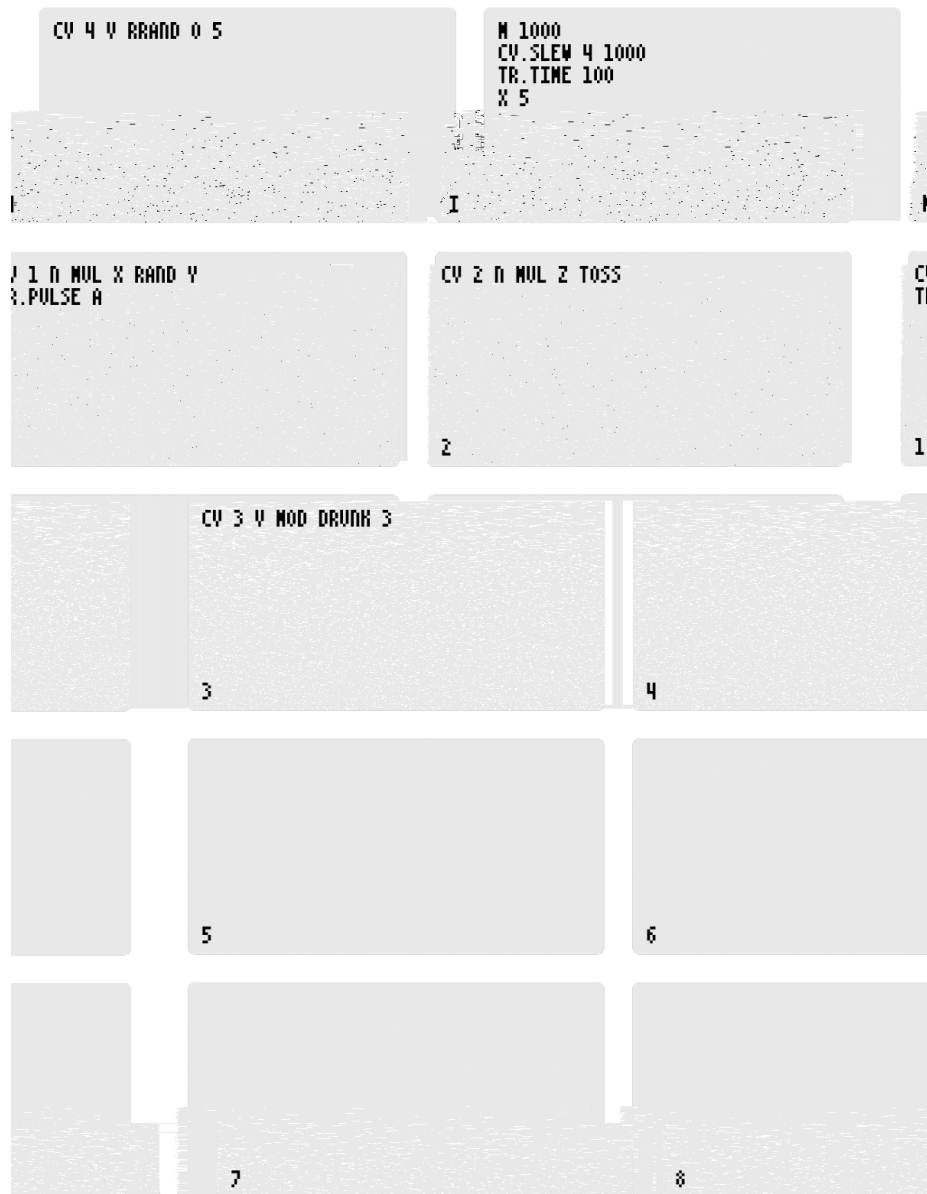 CV 4 V RRAND 0 5
M 1000
CV.SLEW 4 1000
TR.TIME 100
X 5
I
1 N MUL X RAND Y
.PULSE A
CV 2 N MUL Z TOSS
2
1
CV 3 V MOD DRUNK 3
3
4
5
6
7
8